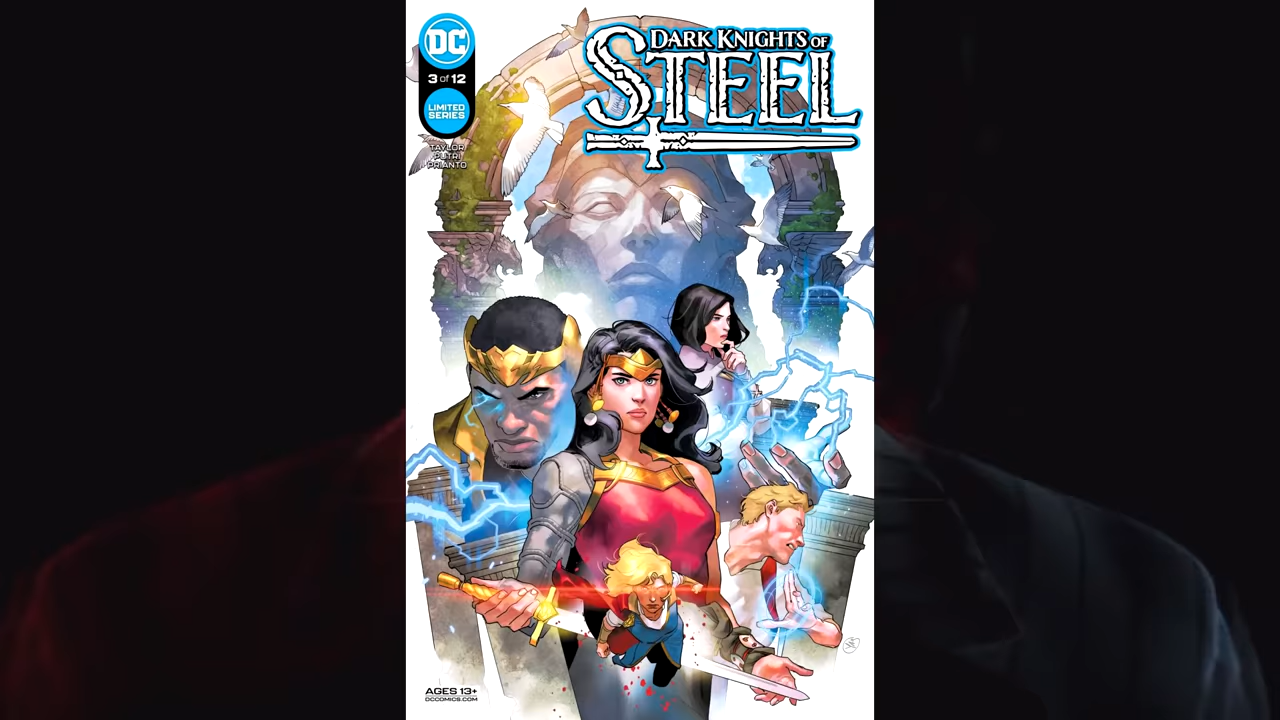 DC
3 of 12
LIMITED
SERIES
TAYLOR
PUTRI
PRIANTO
DARK KNIGHTS OF
STEEL
AGES 13+
DCCOMICS.COM